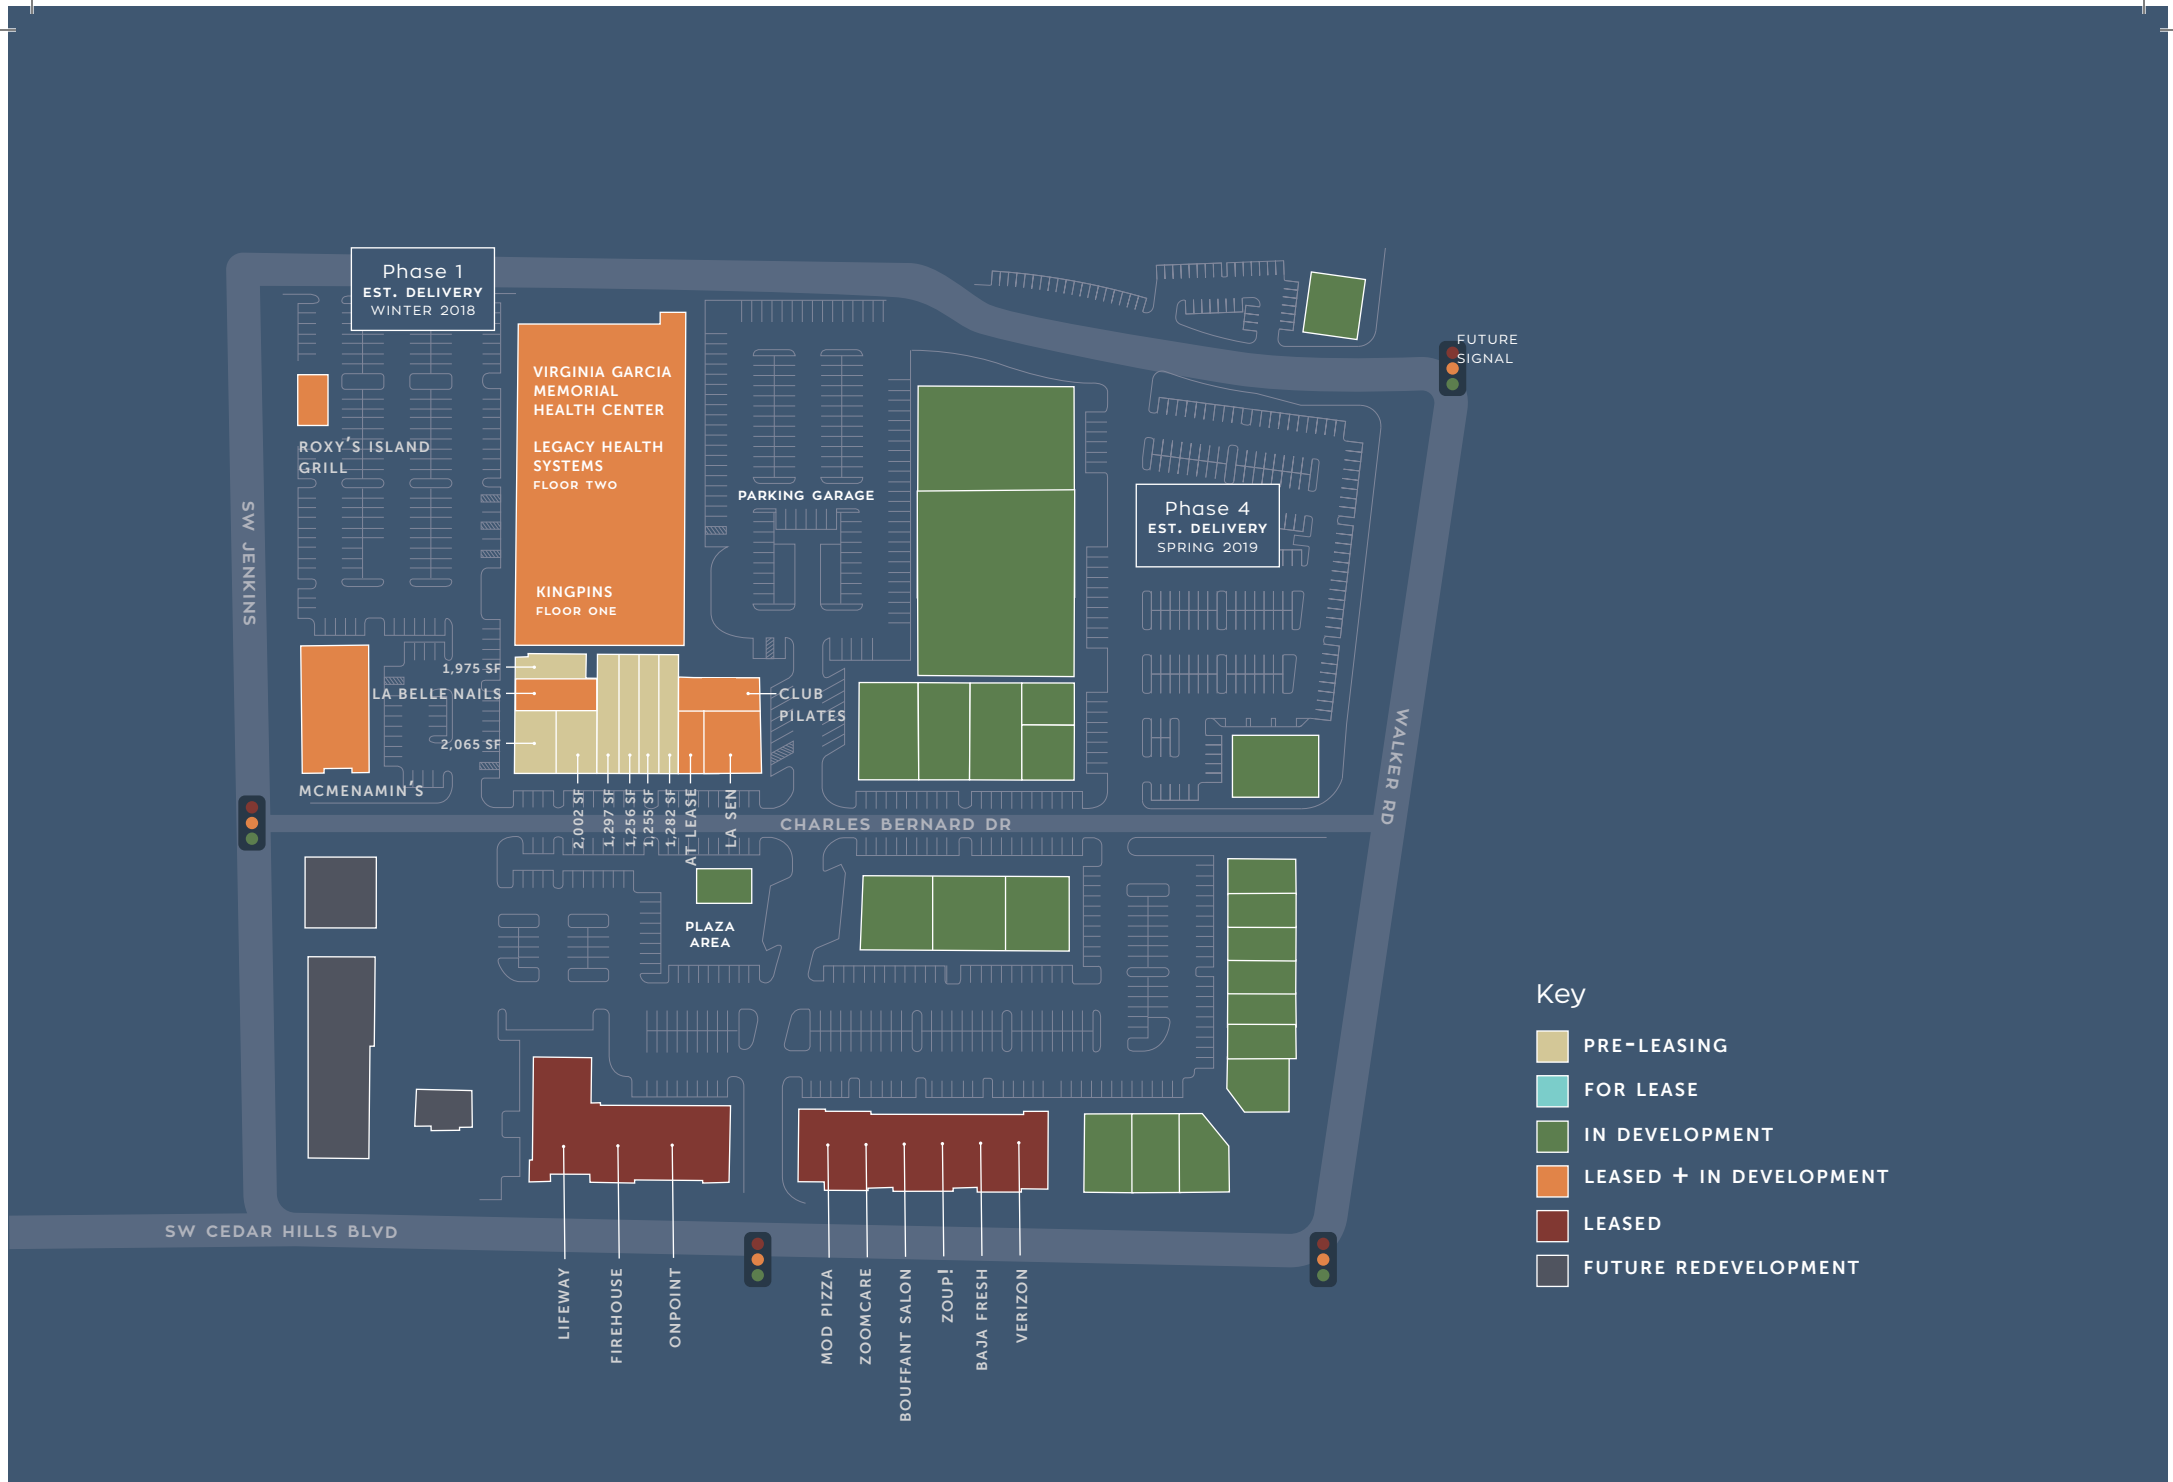 Phase 1
EST. DELIVERY
WINTER 2018
FUTURE
SIGNAL
VIRGINIA GARCIA
MEMORIAL
HEALTH CENTER
LEGACY HEALTH
SYSTEMS
FLOOR TWO
ROXY'S ISLAND
GRILL
PARKING GARAGE
Phase 4
EST. DELIVERY
SPRING 2019
SW JENKINS
KINGPINS
FLOOR ONE
1,975 SF
LA BELLE NAILS
CLUB
PILATES
2,065 SF
MCMENAMIN'S
2,002 SF
1,297 SF
1,256 SF
1,255 SF
1,282 SF
AT LEASE
LA SEN
CHARLES BERNARD DR
WALKER RD
PLAZA
AREA
SW CEDAR HILLS BLVD
LIFEWAY
FIREHOUSE
ONPOINT
MOD PIZZA
ZOOMCARE
BOUFFANT SALON
ZOUP!
BAJA FRESH
VERIZON
Key
PRE-LEASING
FOR LEASE
IN DEVELOPMENT
LEASED + IN DEVELOPMENT
LEASED
FUTURE REDEVELOPMENT